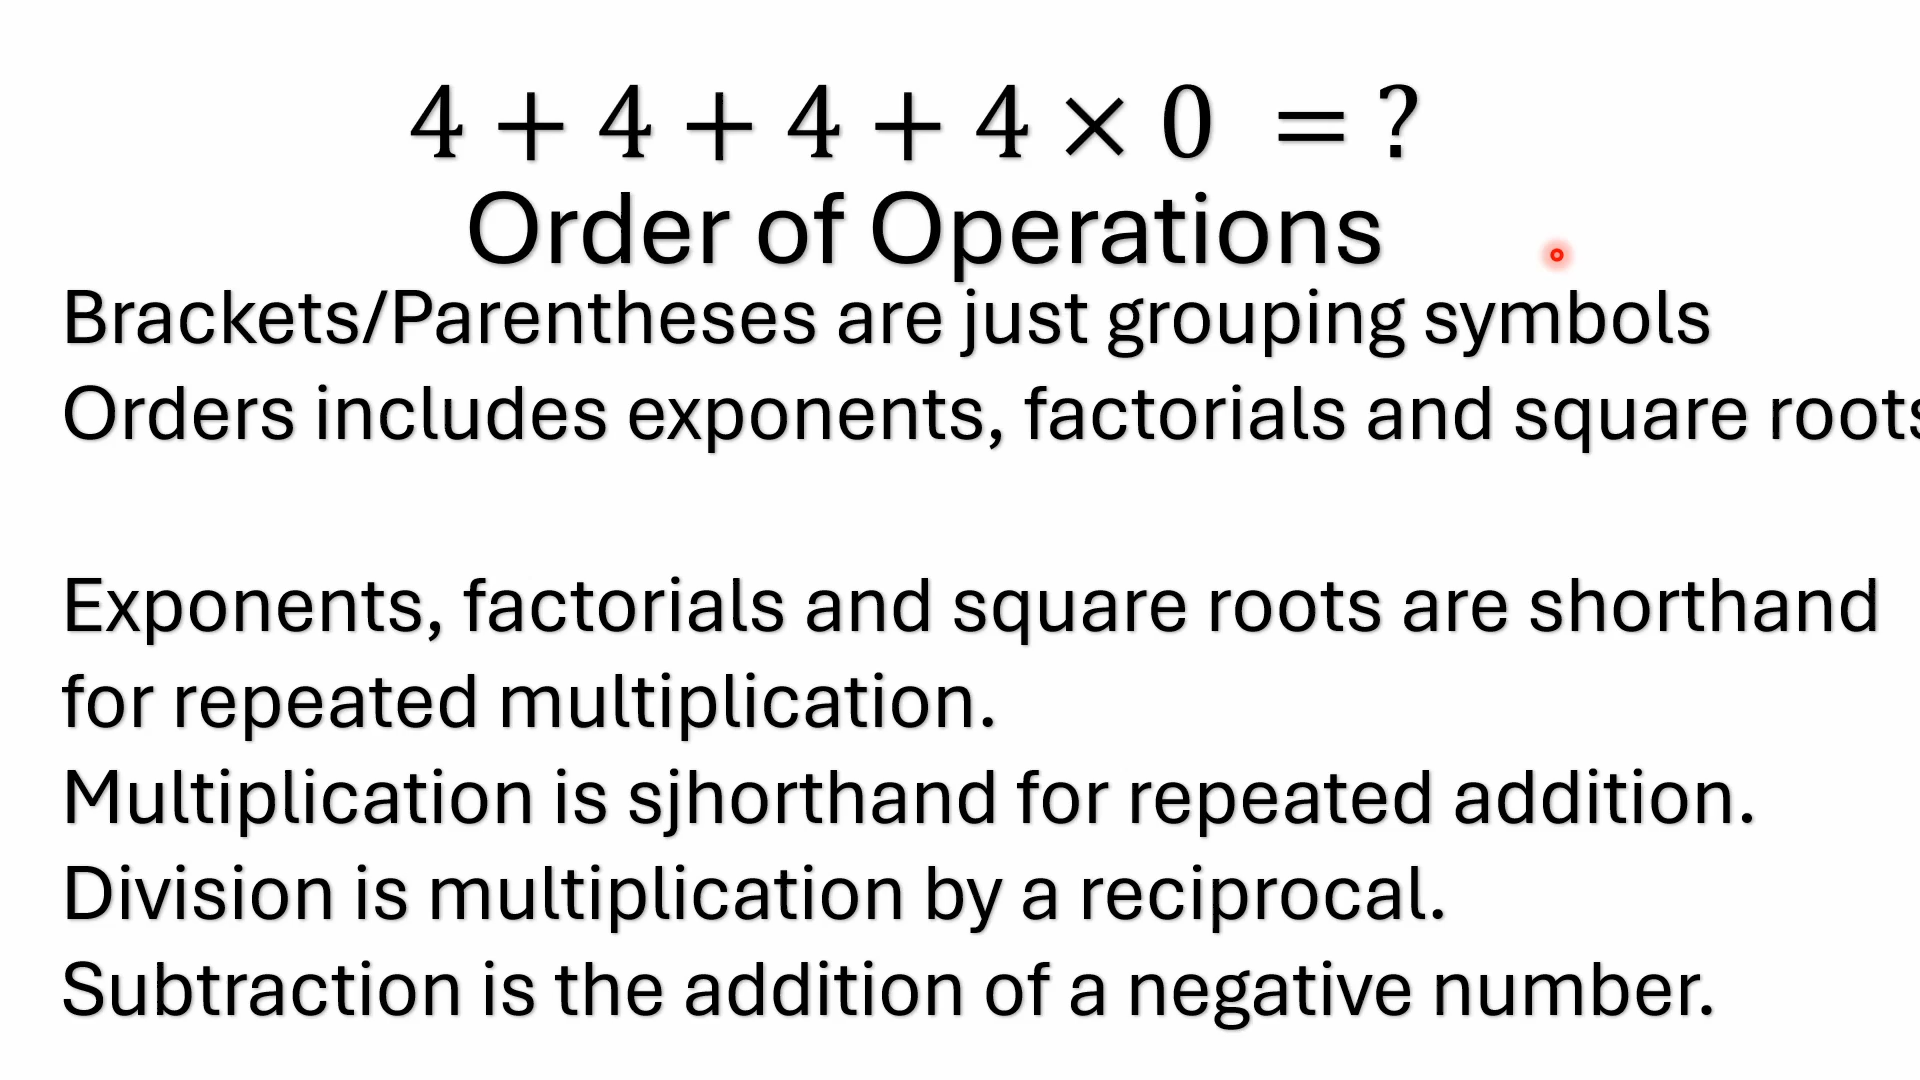 4 + 4 + 4 + 4 × 0 = ?
Order of Operations
Brackets/Parentheses are just grouping symbols
Orders includes exponents, factorials and square roots
Exponents, factorials and square roots are shorthand
for repeated multiplication.
Multiplication is sjhorthand for repeated addition.
Division is multiplication by a reciprocal.
Subtraction is the addition of a negative number.